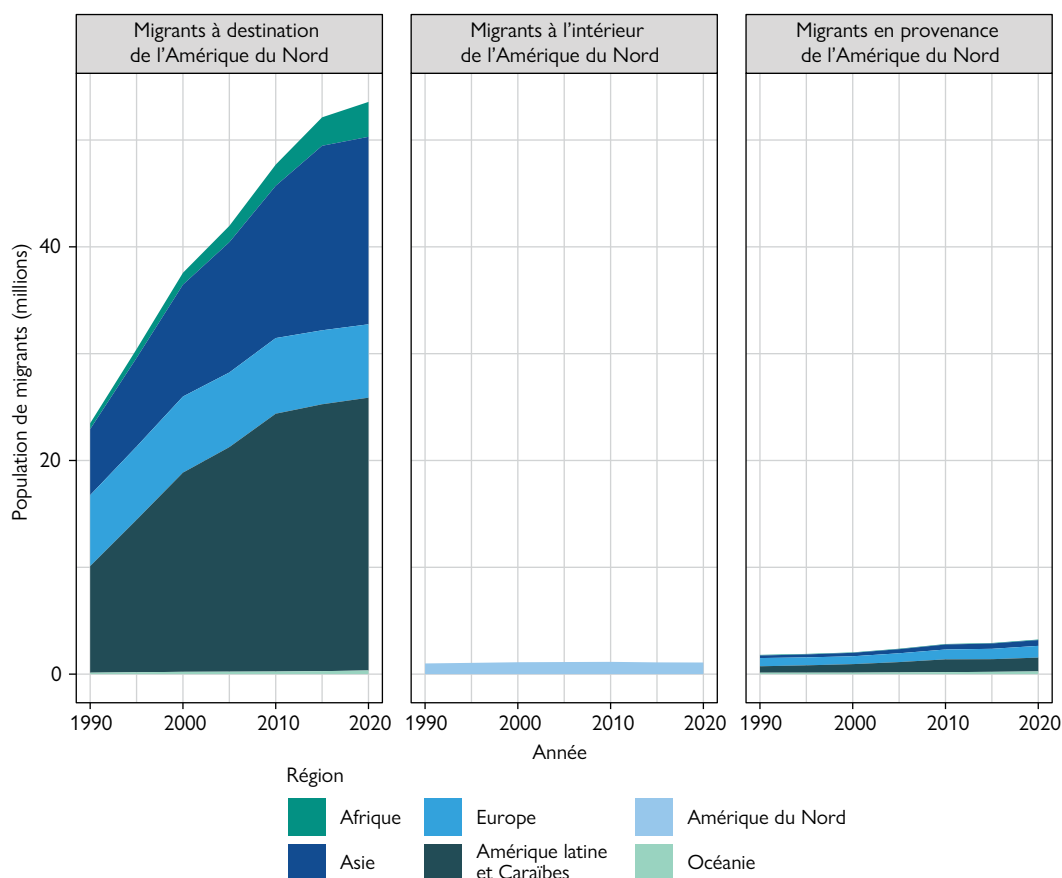 Migrants à destination
de l'Amérique du Nord
Migrants à l'intérieur
de l'Amérique du Nord
Migrants en provenance
de l'Amérique du Nord
Population de migrants (millions)
40
20
0
1990 2000 2010 2020
1990 2000 2010 2020
1990 2000 2010 2020
Année
Région
Afrique
Europe
Amérique du Nord
Asie
Amérique latine
et Caraïbes
Océanie